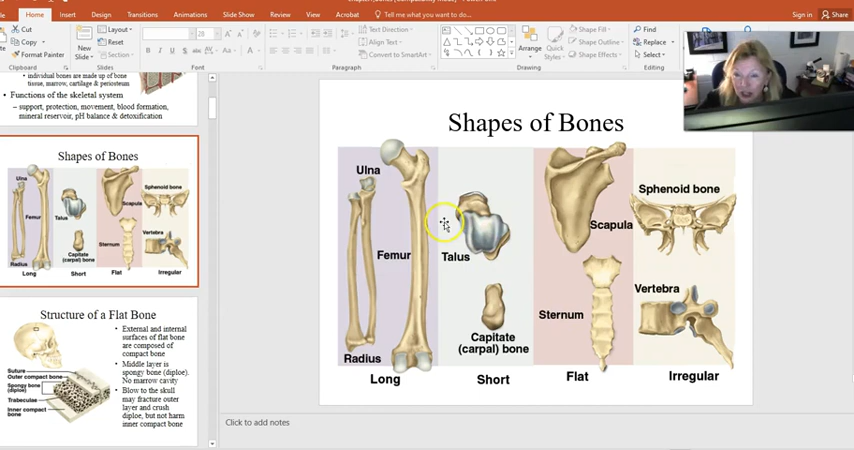 Home Insert Design Transitions Animations Slide Show Review View Acrobat Tell me what you want to do... Sign in Share
Cut
Copy
Format Painter
Clipboard
New
Slide
Layout
Reset
Slides
28
B I U S abc
Font
Paragraph
Text Direction
Align Text
Convert to SmartArt
Arrange
Quick
Styles
Shape Fill
Shape Outline
Shape Effects
Drawing
Find
Replace
Select
Editing
individual bones are made up of bone
tissue, marrow, cartilage & periosteum
• Functions of the skeletal system
– support, protection, movement, blood formation,
mineral reservoir, pH balance & detoxification
Shapes of Bones
Ulna
Femur
Radius
Talus
Capitate
(carpal) bone
Scapula
Sternum
Sphenoid bone
Vertebra
Long Short Flat Irregular
Structure of a Flat Bone
• External and internal
surfaces of flat bone
are composed of
compact bone
• Middle layer is
spongy bone (diploe).
No marrow cavity
• Blow to the skull
may fracture outer
layer and crush
diploe, but not harm
inner compact bone
Suture
Outer compact bone
Spongy bone
(diploe)
Trabeculae
Inner compact
bone
Shapes of Bones
Ulna
Femur
Radius
Talus
Capitate
(carpal) bone
Scapula
Sternum
Sphenoid bone
Vertebra
Long Short Flat Irregular
Click to add notes